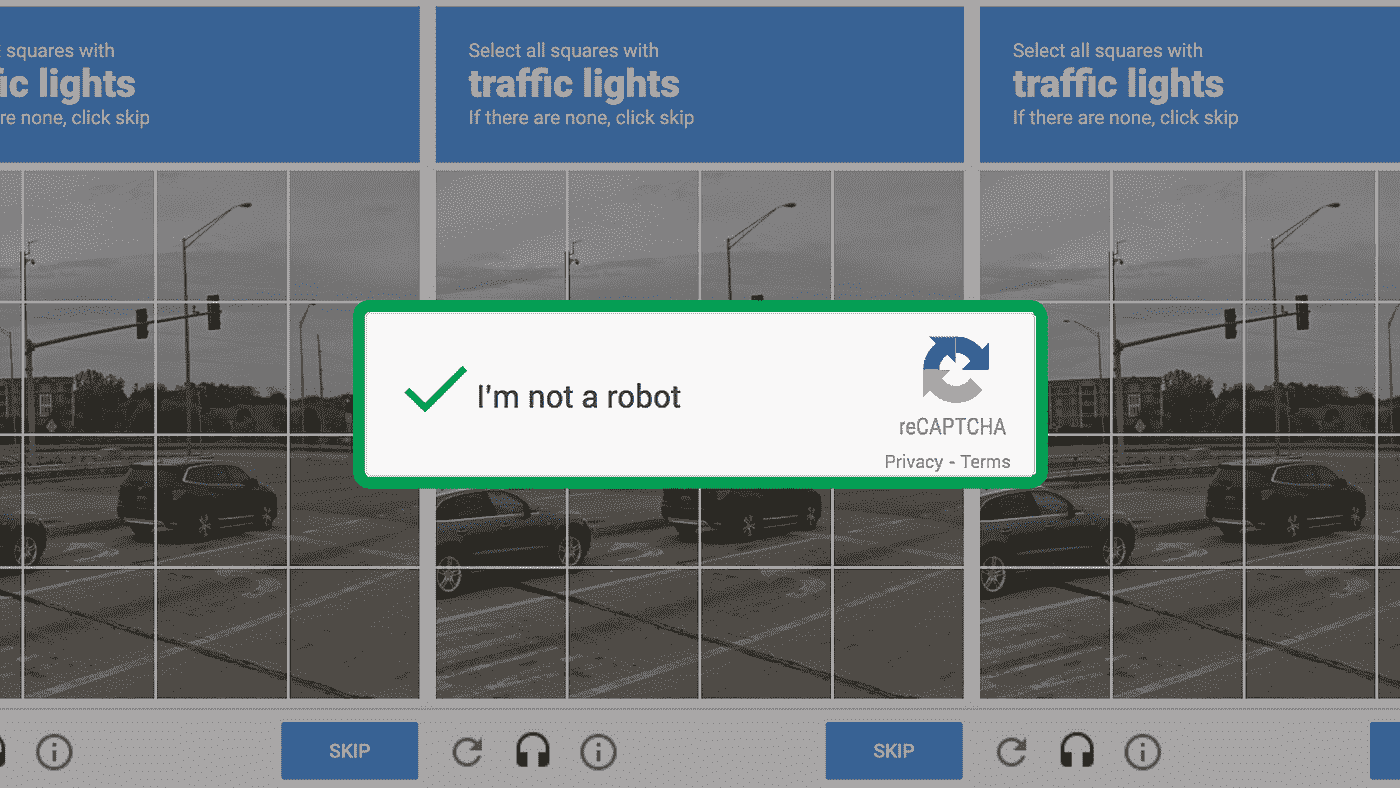 squares with
ic lights
re none, click skip
Select all squares with
traffic lights
If there are none, click skip
Select all squares with
traffic lights
If there are none, click skip
I'm not a robot
reCAPTCHA
Privacy - Terms
SKIP
SKIP